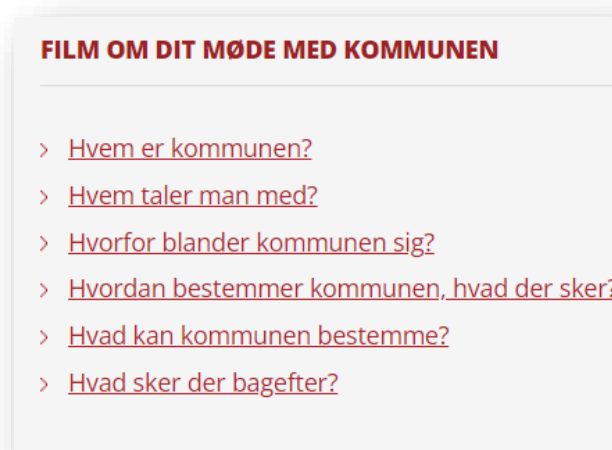 FILM OM DIT MØDE MED KOMMUNEN
Hvem er kommunen?
Hvem taler man med?
Hvorfor blander kommunen sig?
Hvordan bestemmer kommunen, hvad der sker?
Hvad kan kommunen bestemme?
Hvad sker der bagefter?